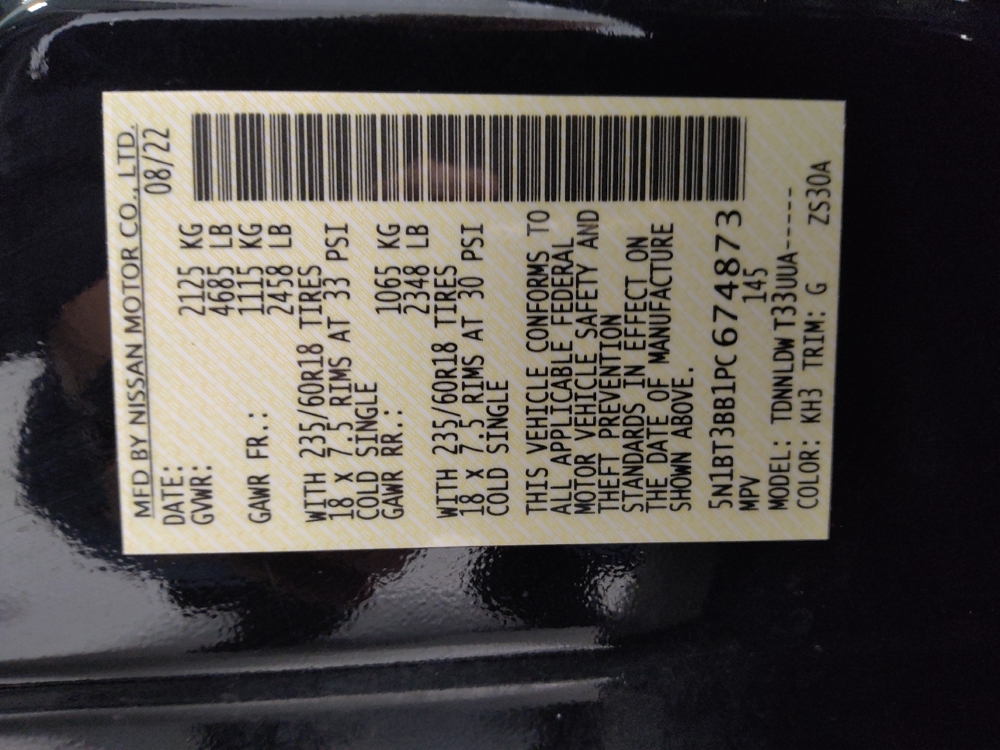 MFD BY NISSAN MOTOR CO., LTD.
DATE: 08/22
GVWR: 2125 KG
4685 LB
GAWR FR.: 1115 KG
2458 LB
WITH 235/60R18 TIRES
18 X 7.5 RIMS AT 33 PSI
COLD SINGLE
GAWR RR.: 1065 KG
2348 LB
WITH 235/60R18 TIRES
18 X 7.5 RIMS AT 30 PSI
COLD SINGLE
THIS VEHICLE CONFORMS TO
ALL APPLICABLE FEDERAL
MOTOR VEHICLE SAFETY AND
THEFT PREVENTION
STANDARDS IN EFFECT ON
THE DATE OF MANUFACTURE
SHOWN ABOVE.
5N1BT3BB1PC674873
MPV 145
MODEL: TDNNLDW T33UUA-----
COLOR: KH3 TRIM: G ZS30A